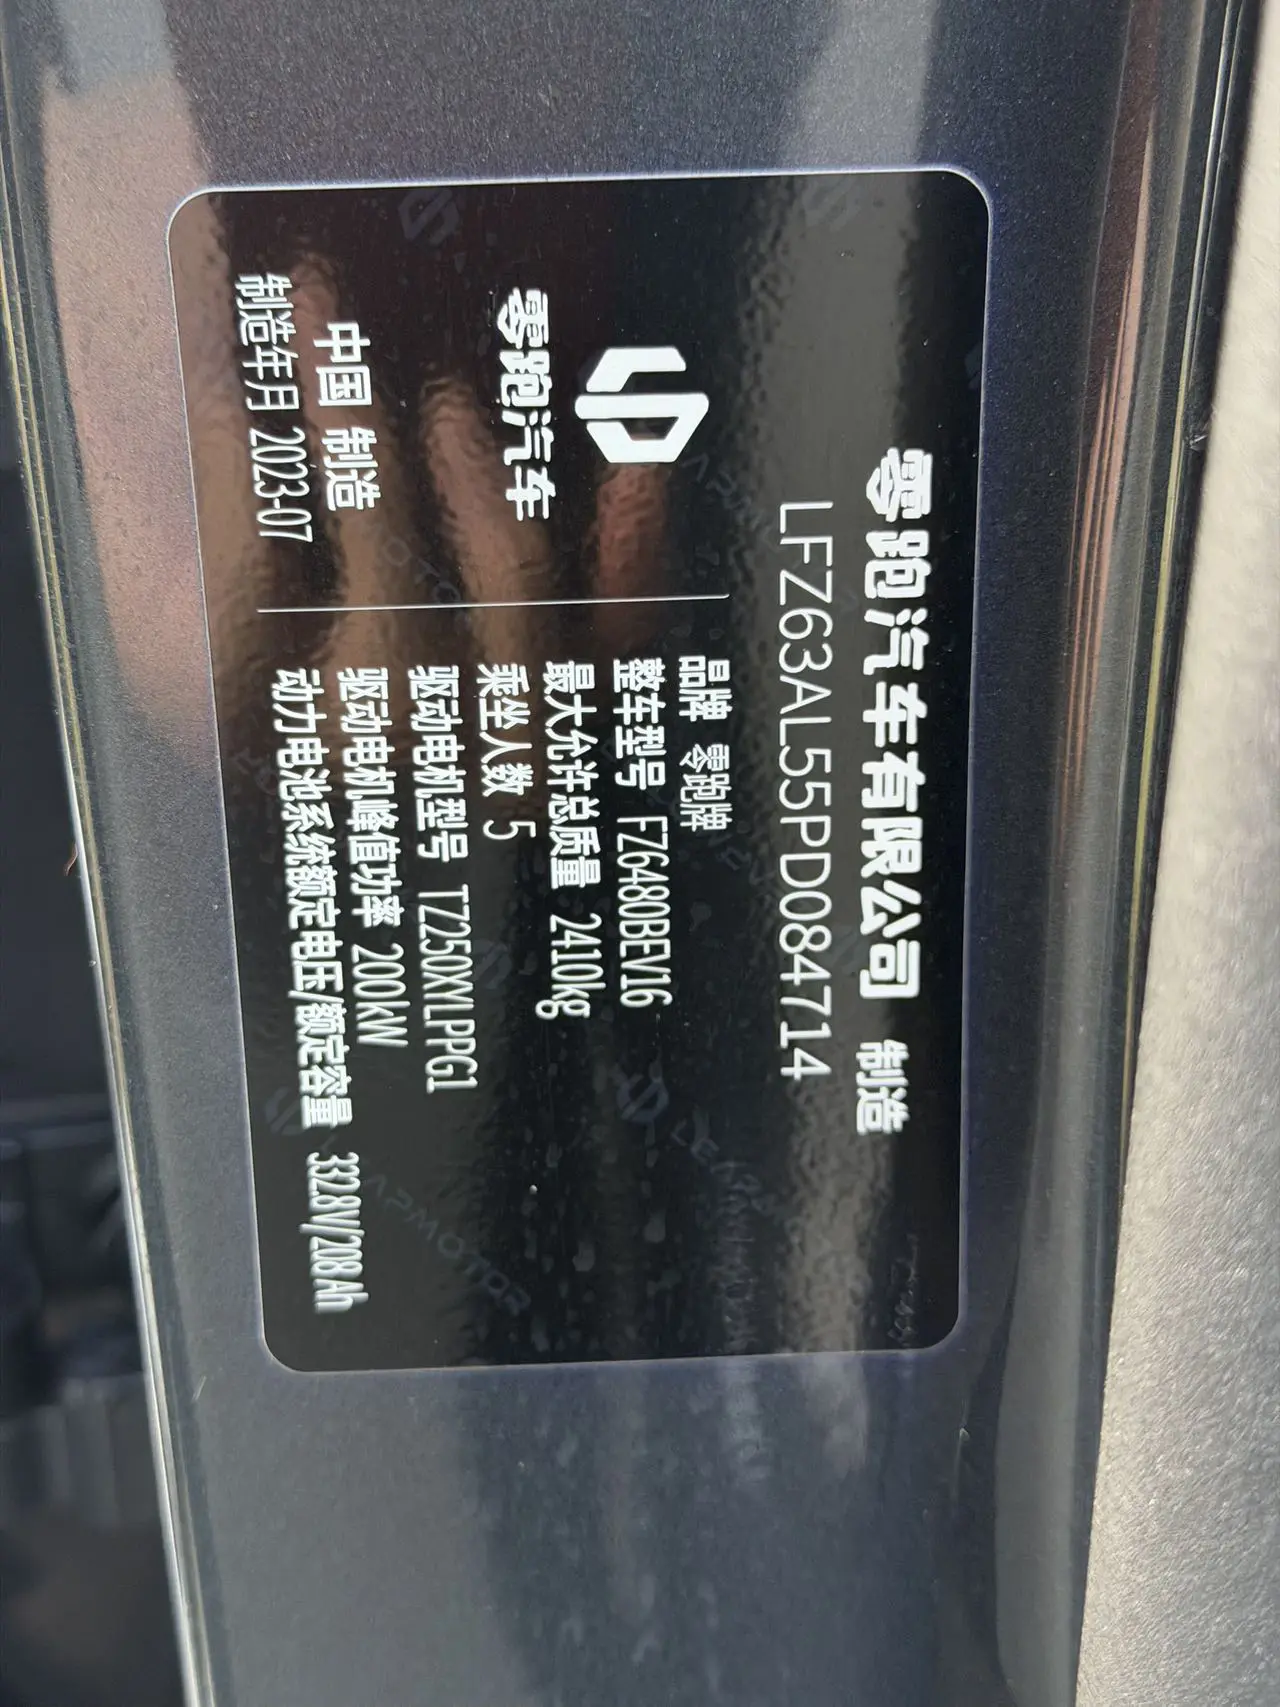 零跑汽车有限公司 制造
LFZ63AL55PD084714
零跑汽车
中国 制造
制造年月 2023-07
品牌 零跑牌
整车型号 FZ6480BEV16
最大允许总质量 2410kg
乘坐人数 5
驱动电机型号 TZ250XYLPPG1
驱动电机峰值功率 200kW
动力电池系统额定电压/额定容量 332.8V/208Ah
LEAPMOTOR